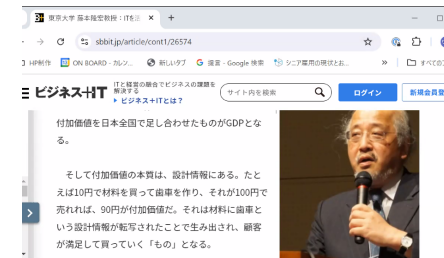 東京大学 藤本隆宏教授：ITを
sbbit.jp/article/cont1/26574
HP制作 ON BOARD - カレン... 新しいタブ 提言 - Google 検索 シニア雇用の現状とお... » すべての
ビジネス+IT ITと経営の融合でビジネスの課題を
解決する
ビジネス+ITとは？ サイト内を検索 ログイン 新規会員登
付加価値を日本全国で足し合わせたものがGDPとな
る。
そして付加価値の本質は、設計情報にある。たと
えば10円で材料を買って歯車を作り、それが100円で
売れれば、90円が付加価値だ。それは材料に歯車と
いう設計情報が転写されたことで生み出され、顧客
が満足して買っていく「もの」となる。